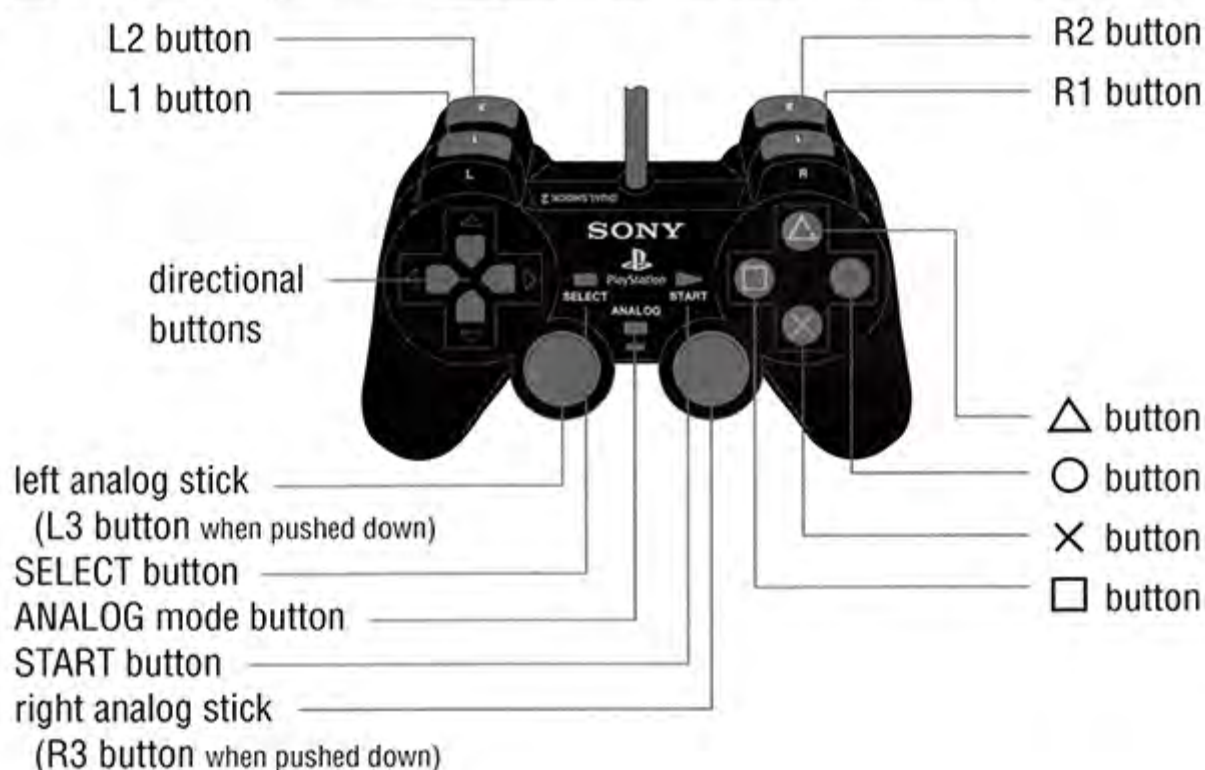 L2 button
R2 button
L1 button
R1 button
L
R
DUALSHOCK 2
SONY
directional
buttons
PlayStation
SELECT
START
ANALOG
△ button
○ button
× button
□ button
left analog stick
(L3 button when pushed down)
SELECT button
ANALOG mode button
START button
right analog stick
(R3 button when pushed down)